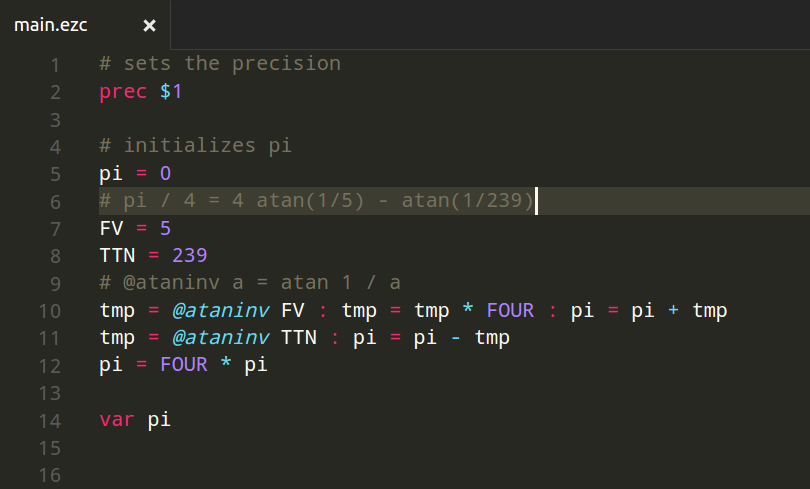 main.ezc ×
1 # sets the precision
2 prec $1
3
4 # initializes pi
5 pi = 0
6 # pi / 4 = 4 atan(1/5) - atan(1/239)
7 FV = 5
8 TTN = 239
9 # @ataninv a = atan 1 / a
10 tmp = @ataninv FV : tmp = tmp * FOUR : pi = pi + tmp
11 tmp = @ataninv TTN : pi = pi - tmp
12 pi = FOUR * pi
13
14 var pi
15
16